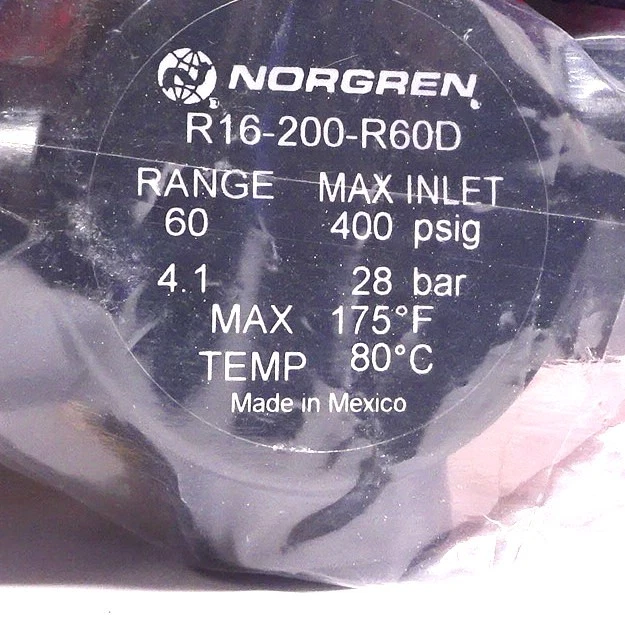 NORGREN®
R16-200-R60D
RANGE MAX INLET
60 400 psig
4.1 28 bar
MAX 175°F
TEMP 80°C
Made in Mexico